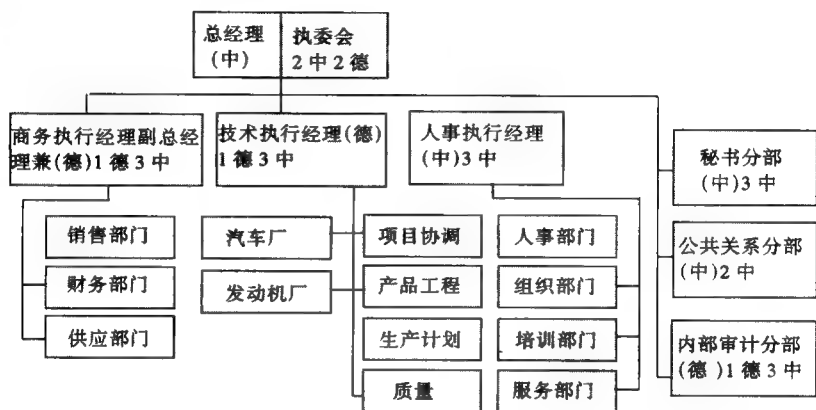 总经理
(中)
执委会
2中2德
商务执行经理副总经
理兼(德)1德3中
技术执行经理(德)
1德3中
人事执行经理
(中)3中
秘书分部
(中)3中
公共关系分部
(中)2中
内部审计分部
(德)1德3中
销售部门
财务部门
供应部门
汽车厂
发动机厂
项目协调
产品工程
生产计划
质量
人事部门
组织部门
培训部门
服务部门